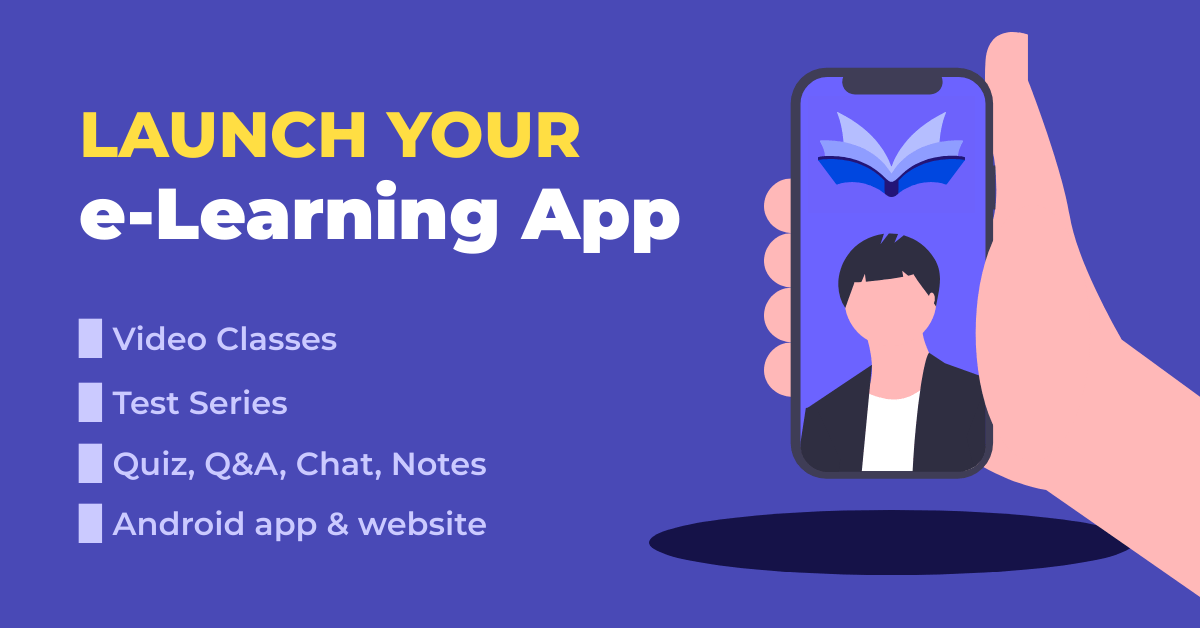 LAUNCH YOUR
e-Learning App
Video Classes
Test Series
Quiz, Q&A, Chat, Notes
Android app & website